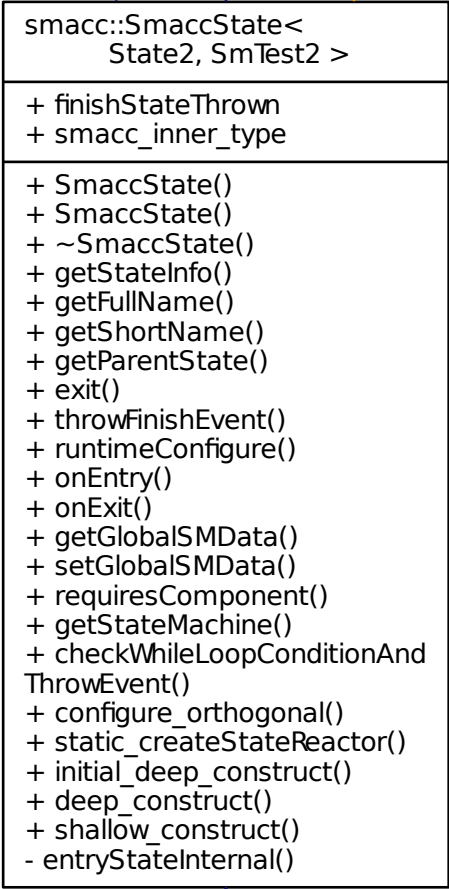 smacc::SmaccState<
State2, SmTest2 >
+ finishStateThrown
+ smacc_inner_type
+ SmaccState()
+ SmaccState()
+ ~SmaccState()
+ getStateInfo()
+ getFullName()
+ getShortName()
+ getParentState()
+ exit()
+ throwFinishEvent()
+ runtimeConfigure()
+ onEntry()
+ onExit()
+ getGlobalSMData()
+ setGlobalSMData()
+ requiresComponent()
+ getStateMachine()
+ checkWhileLoopConditionAnd
ThrowEvent()
+ configure_orthogonal()
+ static_createStateReactor()
+ initial_deep_construct()
+ deep_construct()
+ shallow_construct()
- entryStateInternal()